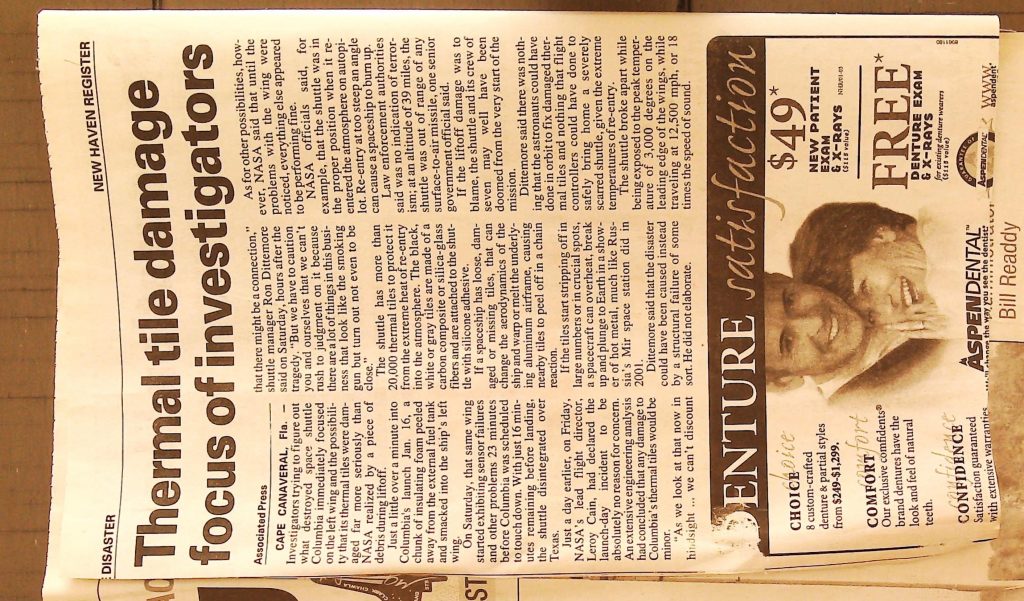 E DISASTER
NEW HAVEN REGISTER
Thermal tile damage
focus of investigators
Associated Press
CAPE CANAVERAL, Fla. —
Investigators trying to figure out
what destroyed space shuttle
Columbia immediately focused
on the left wing and the possibili-
ty that its thermal tiles were dam-
aged far more seriously than
NASA realized by a piece of
debris during liftoff.
Just a little over a minute into
Columbia's launch Jan. 16, a
chunk of insulating foam peeled
away from the external fuel tank
and smacked into the ship's left
wing.
On Saturday, that same wing
started exhibiting sensor failures
and other problems 23 minutes
before Columbia was scheduled
to touch down. With just 16 min-
utes remaining before landing,
the shuttle disintegrated over
Texas.
Just a day earlier, on Friday,
NASA's lead flight director,
Leroy Cain, had declared the
launch-day incident to be
absolutely no reason for concern.
An extensive engineering analysis
had concluded that any damage to
Columbia's thermal tiles would be
minor.
"As we look at that now in
hindsight ... we can't discount
that there might be a connection,"
shuttle manager Ron Dittemore
said on Saturday, hours after the
tragedy. "But we have to caution
you and ourselves that we can't
rush to judgment on it because
there are a lot of things in this busi-
ness that look like the smoking
gun but turn out not even to be
close."
The shuttle has more than
20,000 thermal tiles to protect it
from the extreme heat of re-entry
into the atmosphere. The black,
white or gray tiles are made of a
carbon composite or silica-glass
fibers and are attached to the shut-
tle with silicone adhesive.
If a spaceship has loose, dam-
aged or missing tiles, that can
change the aerodynamics of the
ship and warp or melt the underly-
ing aluminum airframe, causing
nearby tiles to peel off in a chain
reaction.
If the tiles start stripping off in
large numbers or in crucial spots,
a spacecraft can overheat, break
up and plunge to Earth in a show-
er of hot metal, much like Rus-
sia's Mir space station did in
2001.
Dittemore said that the disaster
could have been caused instead
by a structural failure of some
sort. He did not elaborate.
As for other possibilities, how-
ever, NASA said that until the
problems with the wing were
noticed, everything else appeared
to be performing fine.
NASA officials said, for
example, that the shuttle was in
the proper position when it re-
entered the atmosphere on autopi-
lot. Re-entry at too steep an angle
can cause a spaceship to burn up.
Law enforcement authorities
said was no indication of terror-
ism; at an altitude of 39 miles, the
shuttle was out of range of any
surface-to-air missile, one senior
government official said.
If the liftoff damage was to
blame, the shuttle and its crew of
seven may well have been
doomed from the very start of the
mission.
Dittemore said there was noth-
ing that the astronauts could have
done in orbit to fix damaged ther-
mal tiles and nothing that flight
controllers could have done to
safely bring home a severely
scarred shuttle, given the extreme
temperatures of re-entry.
The shuttle broke apart while
being exposed to the peak temper-
ature of 3,000 degrees on the
leading edge of the wings, while
traveling at 12,500 mph, or 18
times the speed of sound.
DENTURE satisfaction
CHOICE choice
8 custom-crafted
denture & partial styles
from $249-$1,299.
COMFORT comfort
Our exclusive comfidents®
brand dentures have the
look and feel of natural
teeth.
CONFIDENCE
Satisfaction guaranteed
with extensive warranties
ASPENDENTAL™
the way you see the dentist
$49*
NEW PATIENT
EXAM
& X-RAYS
FREE*
DENTURE EXAM
& X-RAYS
for existing denture wearers
ASPENDENTAL
WWW.
aspendent
Bill Readdy
CLARK CHAWLA
ST